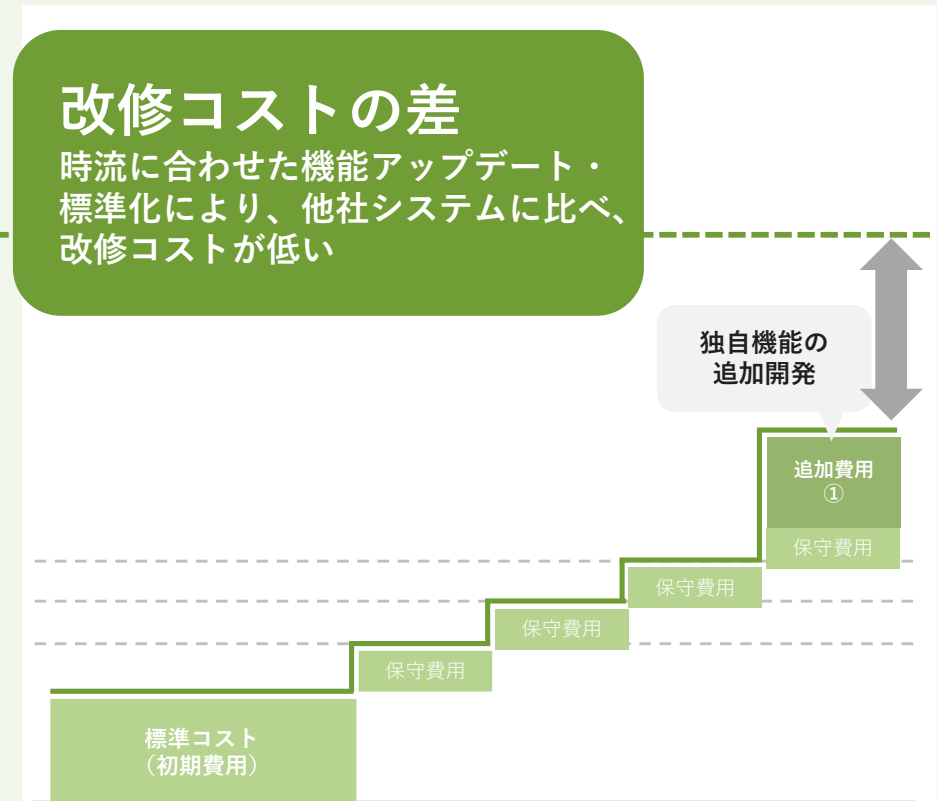 改修コストの差
時流に合わせた機能アップデート・
標準化により、他社システムに比べ、
改修コストが低い
独自機能の
追加開発
追加費用
①
保守費用
保守費用
保守費用
保守費用
標準コスト
（初期費用）